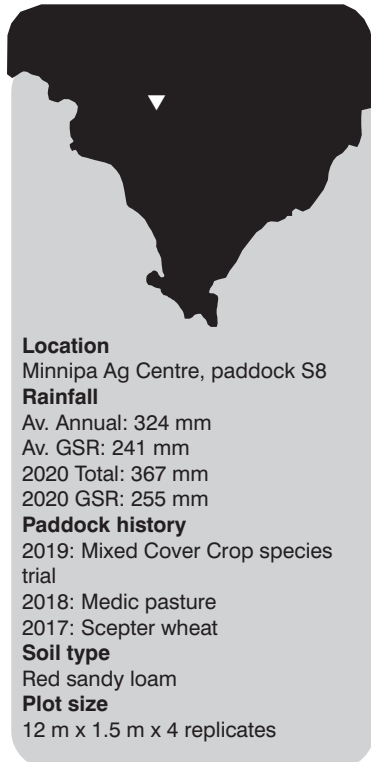 Location
Minnipa Ag Centre, paddock S8
Rainfall
Av. Annual: 324 mm
Av. GSR: 241 mm
2020 Total: 367 mm
2020 GSR: 255 mm
Paddock history
2019: Mixed Cover Crop species
trial
2018: Medic pasture
2017: Scepter wheat
Soil type
Red sandy loam
Plot size
12 m x 1.5 m x 4 replicates